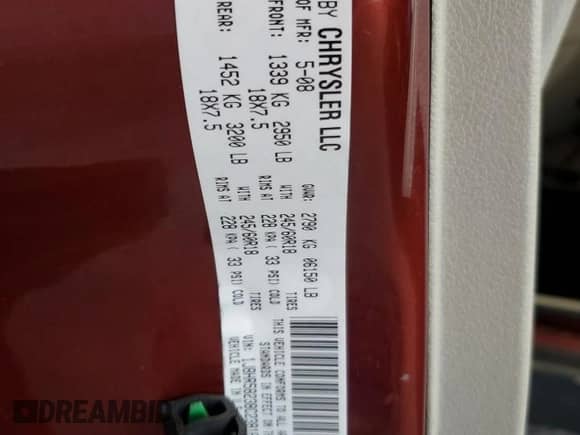 BY CHRYSLER LLC
OF MFR: 5-08 GVWR: 2790 KG 06150 LB
FRONT: 1339 KG 2950 LB WITH 245/60R18 TIRES
18X7.5 RIMS AT 228 KPA ( 33 PSI) COLD
REAR: 1452 KG 3200 LB WITH 245/60R18 TIRES
18X7.5 RIMS AT 228 KPA ( 33 PSI) COLD
THIS VEHICLE CONFORMS TO ALL
STANDARDS IN EFFECT ON
VIN:
VEHICLE
DREAMBID